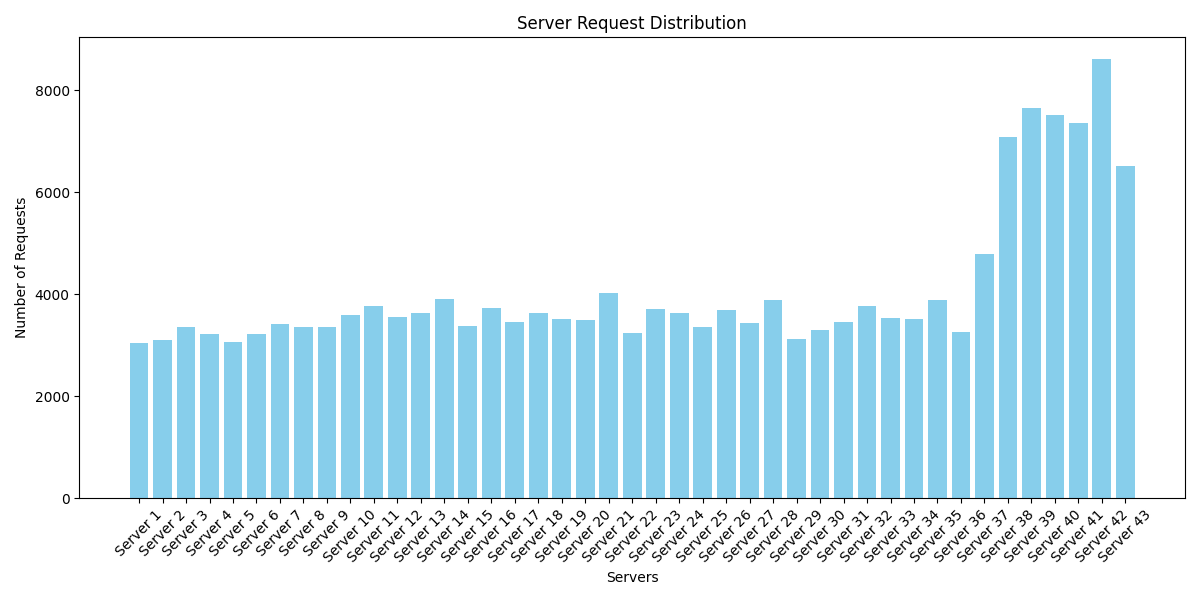 Server Request Distribution
Number of Requests
8000
6000
4000
2000
0
Server 1
Server 2
Server 3
Server 4
Server 5
Server 6
Server 7
Server 8
Server 9
Server 10
Server 11
Server 12
Server 13
Server 14
Server 15
Server 16
Server 17
Server 18
Server 19
Server 20
Server 21
Server 22
Server 23
Server 24
Server 25
Server 26
Server 27
Server 28
Server 29
Server 30
Server 31
Server 32
Server 33
Server 34
Server 35
Server 36
Server 37
Server 38
Server 39
Server 40
Server 41
Server 42
Server 43
Servers